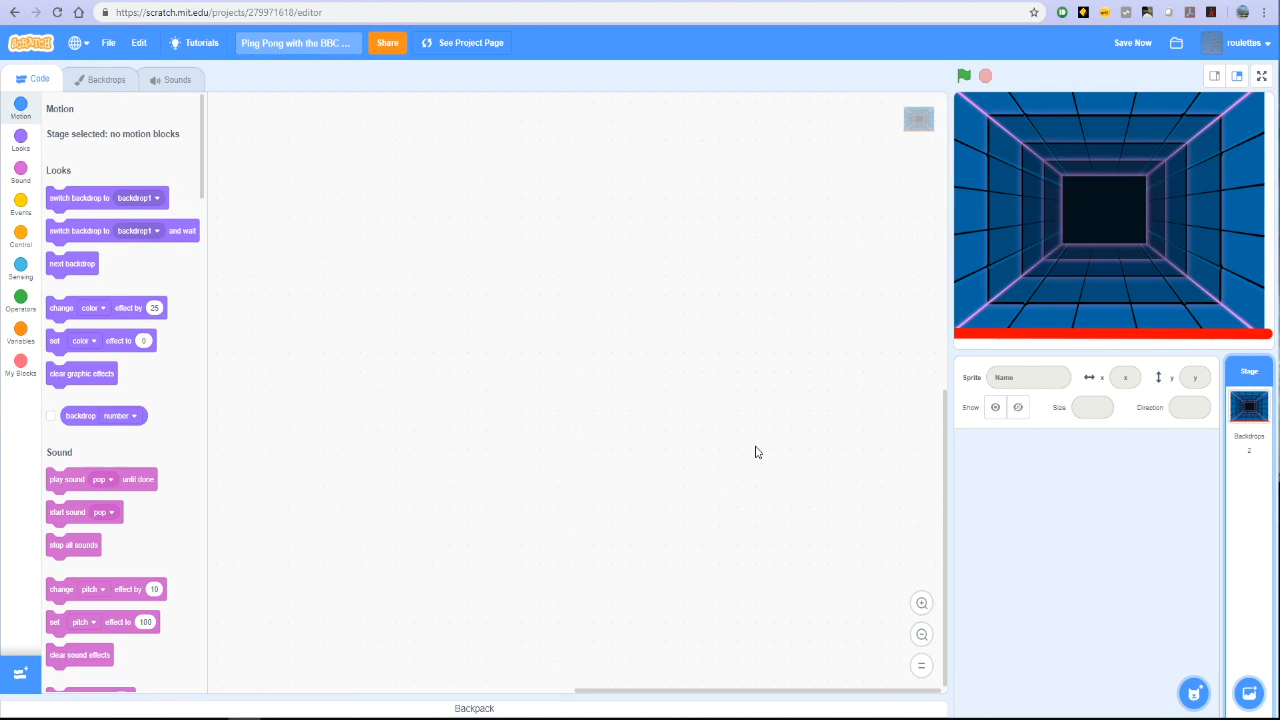 https://scratch.mit.edu/projects/279971618/editor
SCRATCH File Edit Tutorials Ping Pong with the BBC ... Share See Project Page Save Now roulettes
Code Backdrops Sounds
Motion
Looks
Sound
Events
Control
Sensing
Operators
Variables
My Blocks
Motion
Stage selected: no motion blocks
Looks
switch backdrop to backdrop1
switch backdrop to backdrop1 and wait
next backdrop
change color effect by 25
set color effect to 0
clear graphic effects
backdrop number
Sound
play sound pop until done
start sound pop
stop all sounds
change pitch effect by 10
set pitch effect to 100
clear sound effects
Backpack
Sprite Name x x y y
Show Size Direction
Stage
Backdrops
2